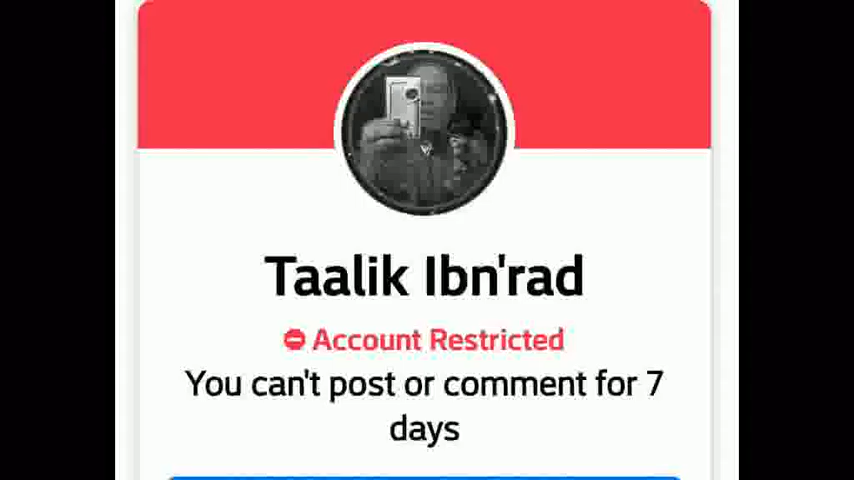 Taalik Ibn'rad
Account Restricted
You can't post or comment for 7
days